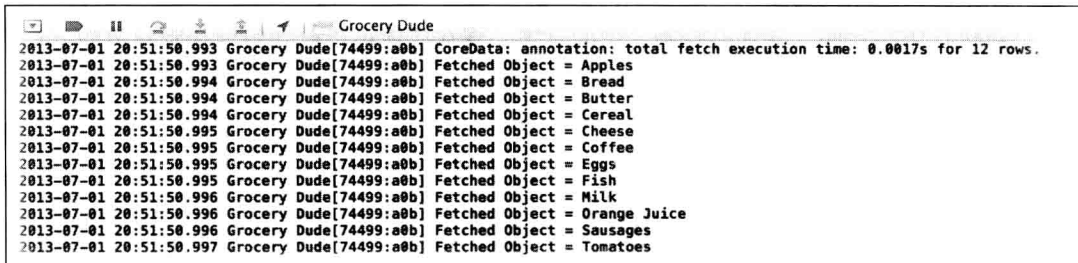 Grocery Dude
2013-07-01 20:51:50.993 Grocery Dude[74499:a0b] CoreData: annotation: total fetch execution time: 0.0017s for 12 rows.
2013-07-01 20:51:50.993 Grocery Dude[74499:a0b] Fetched Object = Apples
2013-07-01 20:51:50.994 Grocery Dude[74499:a0b] Fetched Object = Bread
2013-07-01 20:51:50.994 Grocery Dude[74499:a0b] Fetched Object = Butter
2013-07-01 20:51:50.994 Grocery Dude[74499:a0b] Fetched Object = Cereal
2013-07-01 20:51:50.995 Grocery Dude[74499:a0b] Fetched Object = Cheese
2013-07-01 20:51:50.995 Grocery Dude[74499:a0b] Fetched Object = Coffee
2013-07-01 20:51:50.995 Grocery Dude[74499:a0b] Fetched Object = Eggs
2013-07-01 20:51:50.995 Grocery Dude[74499:a0b] Fetched Object = Fish
2013-07-01 20:51:50.996 Grocery Dude[74499:a0b] Fetched Object = Milk
2013-07-01 20:51:50.996 Grocery Dude[74499:a0b] Fetched Object = Orange Juice
2013-07-01 20:51:50.996 Grocery Dude[74499:a0b] Fetched Object = Sausages
2013-07-01 20:51:50.997 Grocery Dude[74499:a0b] Fetched Object = Tomatoes